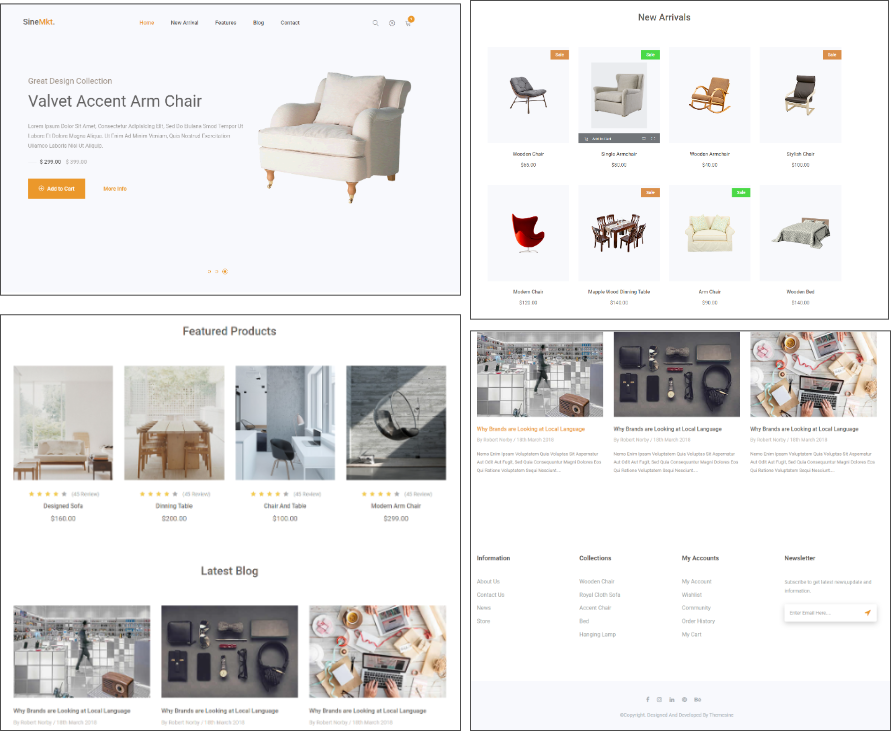 SineMkt.
Home New Arrival Features Blog Contact
Great Design Collection
Valvet Accent Arm Chair
Lorem Ipsum Dolor Sit Amet, Consectetur Adipisicing Elit, Sed Do Eiusmo Smod Tempor Ut
Labore Et Dolore Magna Aliqua. Ut Enim Ad Minim Veniam, Quis Nostrud Exercitation
Ullamco Laboris Nisi Ut Aliquip.
$ 299.00 $ 399.00
Add to Cart More Info
New Arrivals
Sale Sale Sale
Add To Cart
Wooden Chair Single Armchair Wooden Armchair Stylish Chair
$65.00 $80.00 $40.00 $100.00
Sale Sale
Modern Chair Mapple Wood Dinning Table Arm Chair Wooden Bed
$120.00 $140.00 $90.00 $140.00
Featured Products
(45 Review) (45 Review) (45 Review) (45 Review)
Designed Sofa Dinning Table Chair And Table Modern Arm Chair
$160.00 $200.00 $100.00 $299.00
Latest Blog
Why Brands are Looking at Local Language Why Brands are Looking at Local Language Why Brands are Looking at Local Language
By Robert Norby / 18th March 2018 By Robert Norby / 18th March 2018 By Robert Norby / 18th March 2018
Why Brands are Looking at Local Language Why Brands are Looking at Local Language Why Brands are Looking at Local Language
By Robert Norby / 18th March 2018 By Robert Norby / 18th March 2018 By Robert Norby / 18th March 2018
Nemo Enim Ipsam Voluptatem Quia Voluptas Sit Aspernatur Nemo Enim Ipsam Voluptatem Quia Voluptas Sit Aspernatur Nemo Enim Ipsam Voluptatem Quia Voluptas Sit Aspernatur
Aut Odit Aut Fugit, Sed Quia Consequuntur Magni Dolores Eos Aut Odit Aut Fugit, Sed Quia Consequuntur Magni Dolores Eos Aut Odit Aut Fugit, Sed Quia Consequuntur Magni Dolores Eos
Qui Ratione Voluptatem Sequi Nesciunt.... Qui Ratione Voluptatem Sequi Nesciunt.... Qui Ratione Voluptatem Sequi Nesciunt....
Information Collections My Accounts Newsletter
About Us Wooden Chair My Account Subscribe to get latest news,update and
Contact Us Royal Cloth Sofa Wishlist information.
News Accent Chair Community Enter Email Here...
Store Bed Order History
Hanging Lamp My Cart
©Copyright. Designed And Developed By Themesine